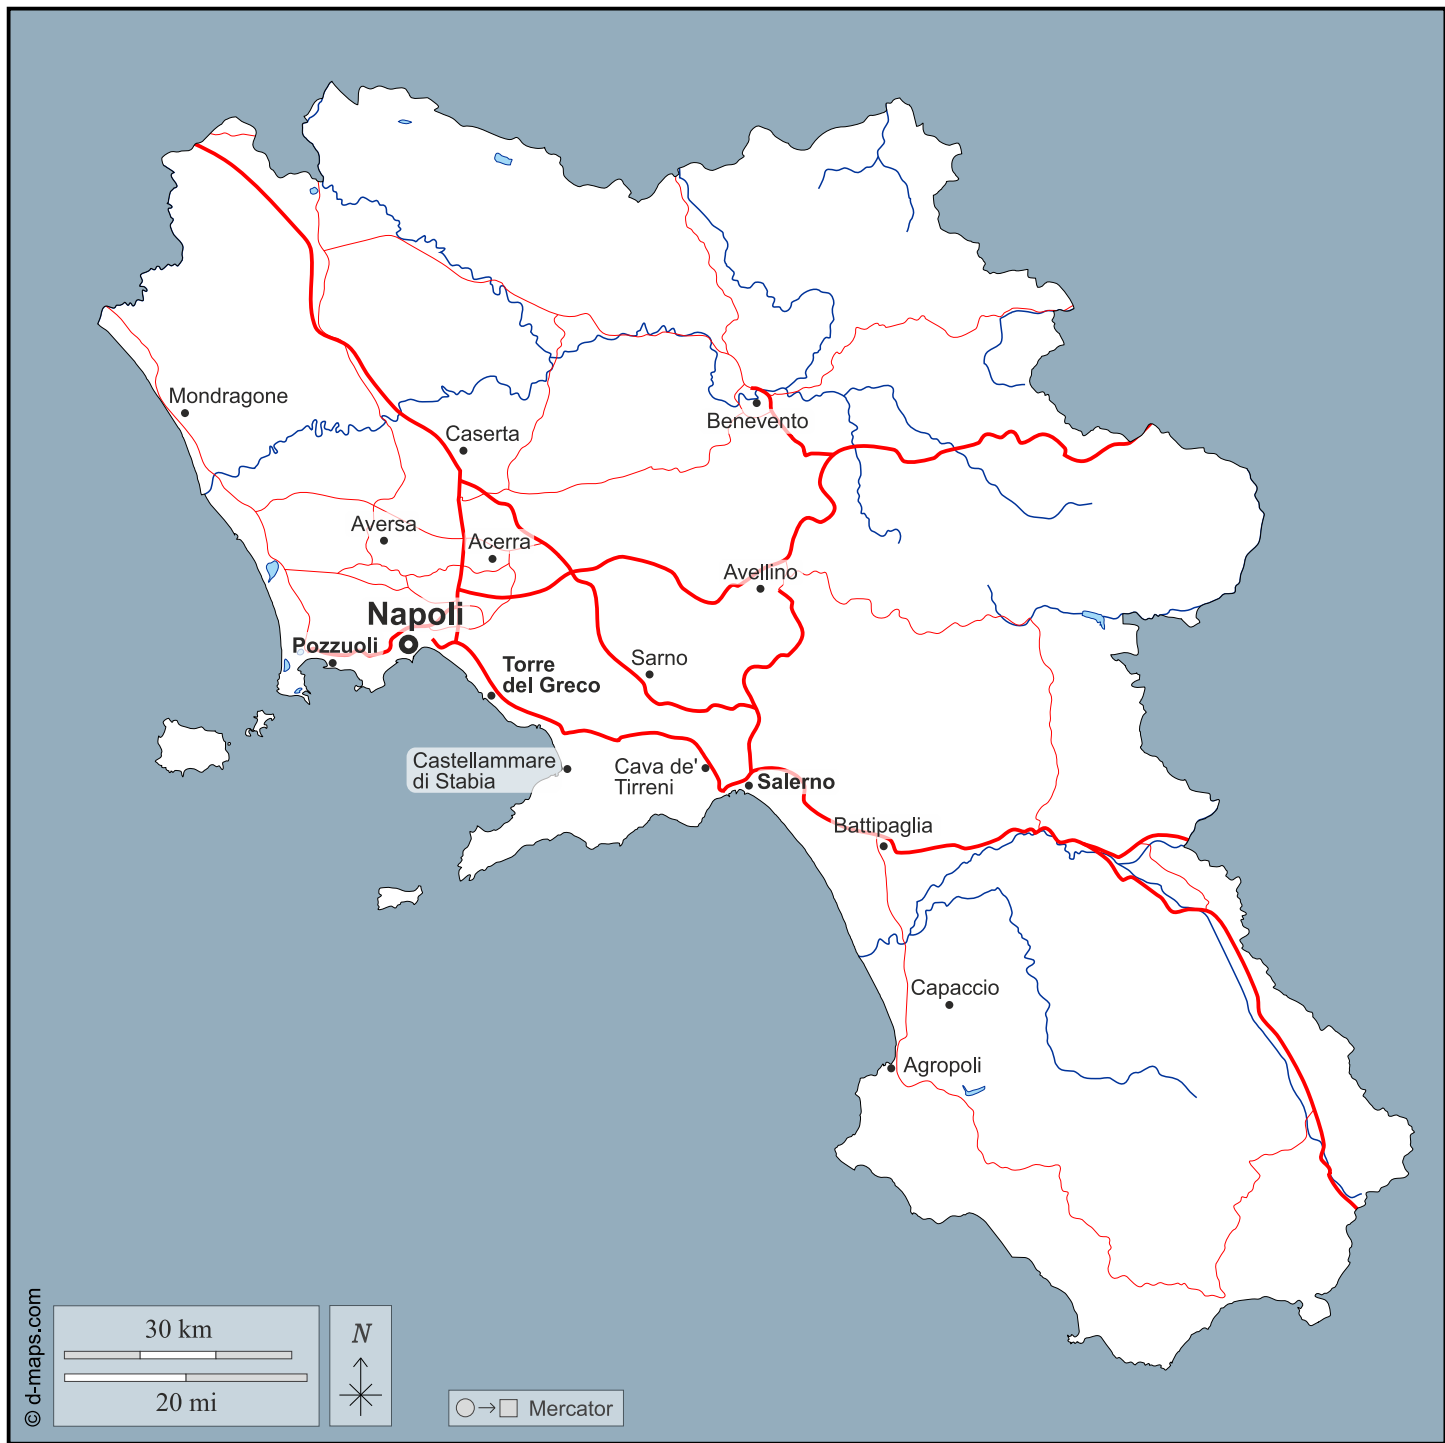 Mondragone
Caserta
Benevento
Aversa
Acerra
Avellino
Napoli
Pozzuoli
Sarno
Torre
del Greco
Castellammare
di Stabia
Cava de'
Tirreni
Salerno
Battipaglia
Capaccio
Agropoli
© d-maps.com
30 km
20 mi
N
Mercator